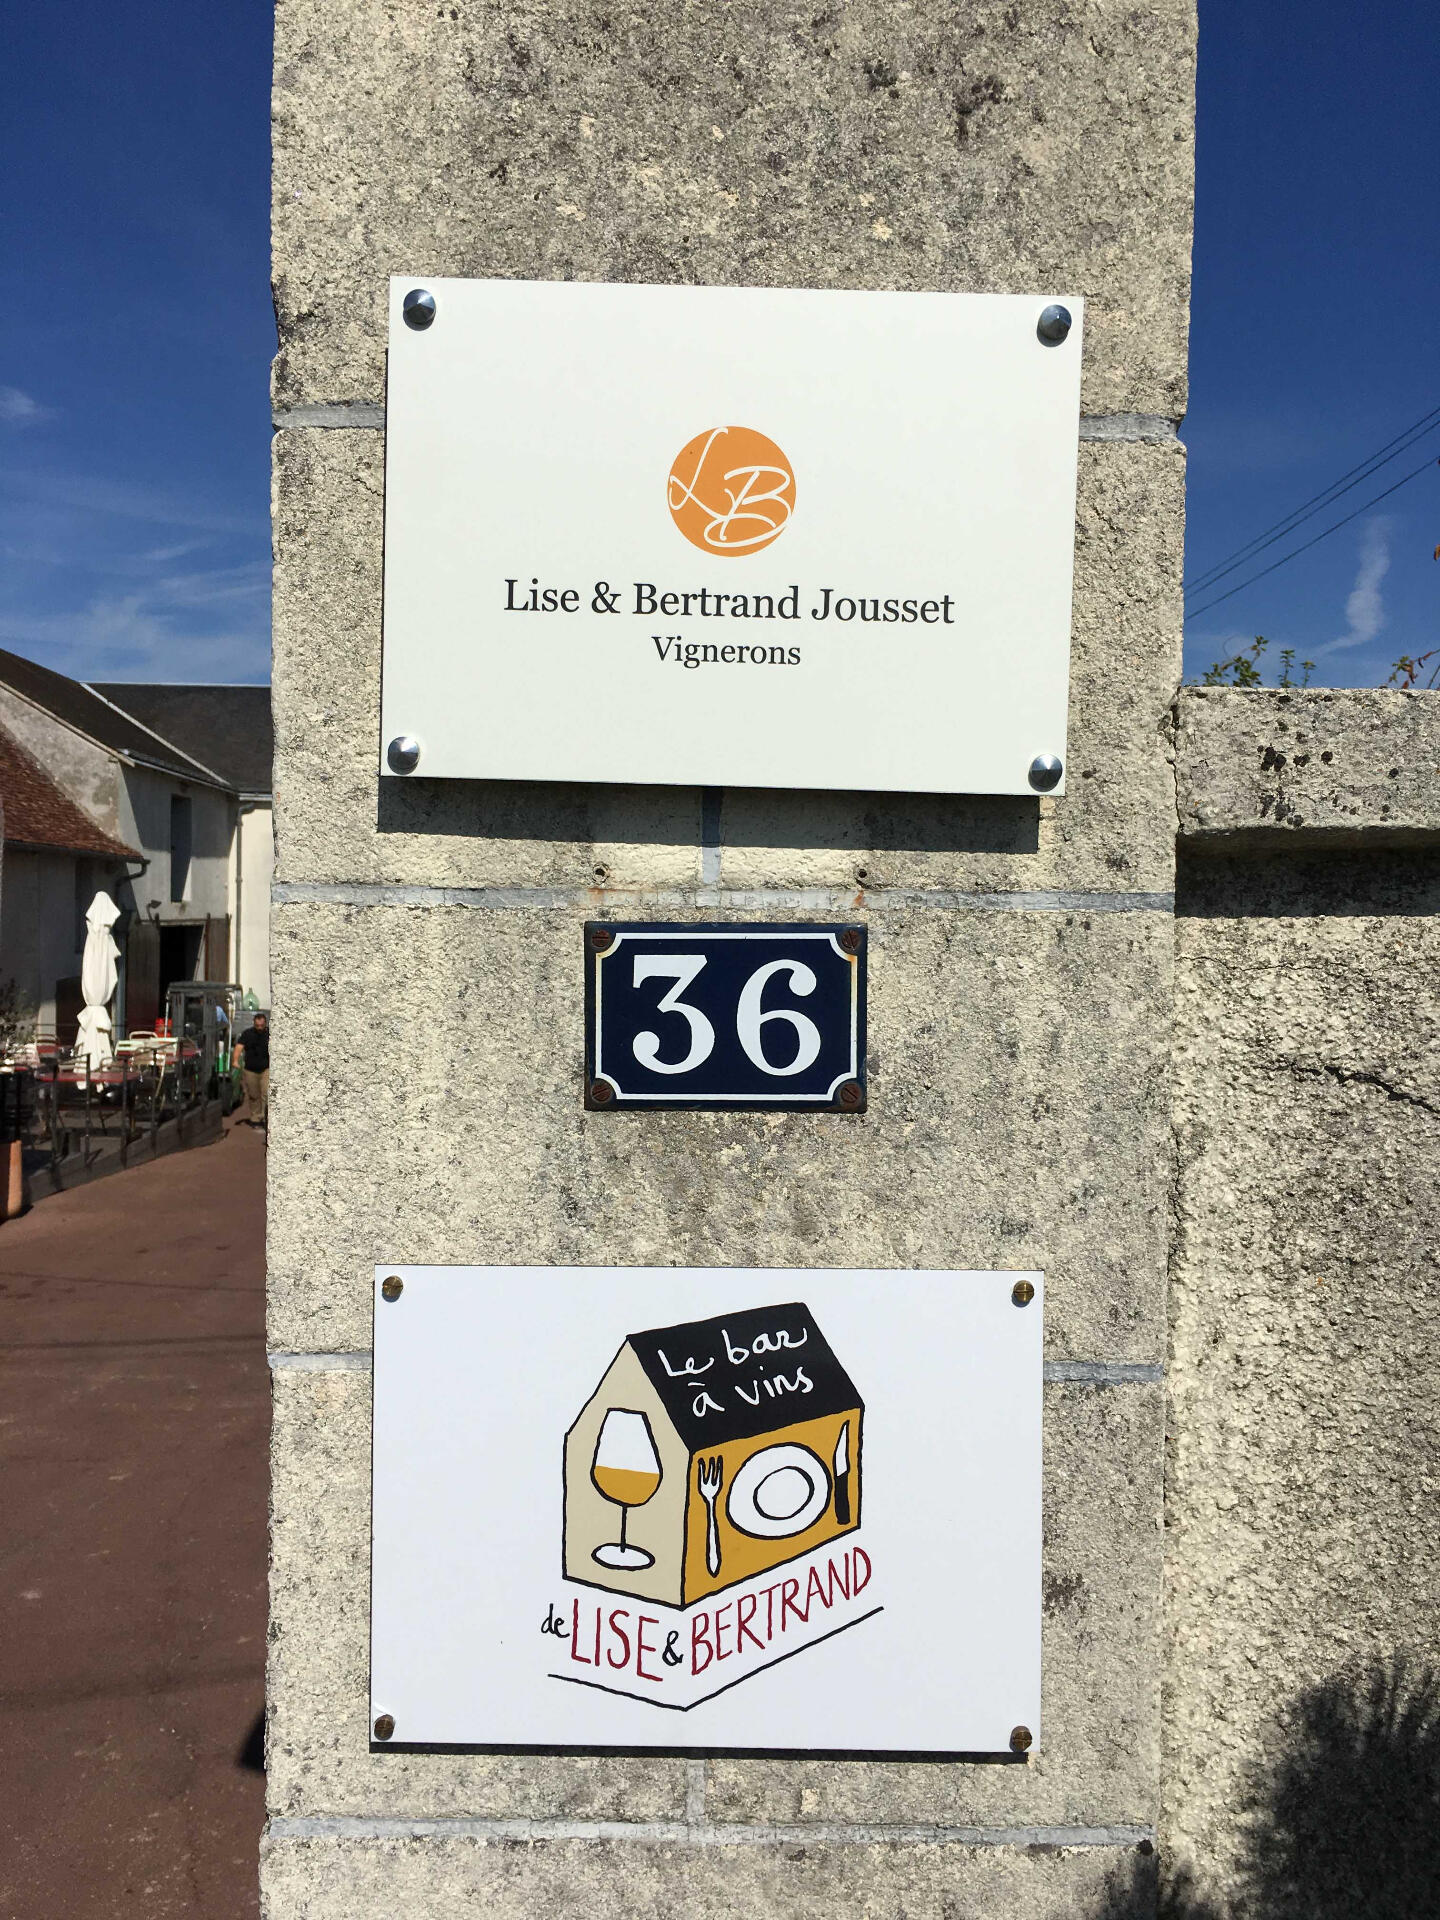 LB
Lise & Bertrand Jousset
Vignerons
36
Le bar
à vins
de LISE & BERTRAND